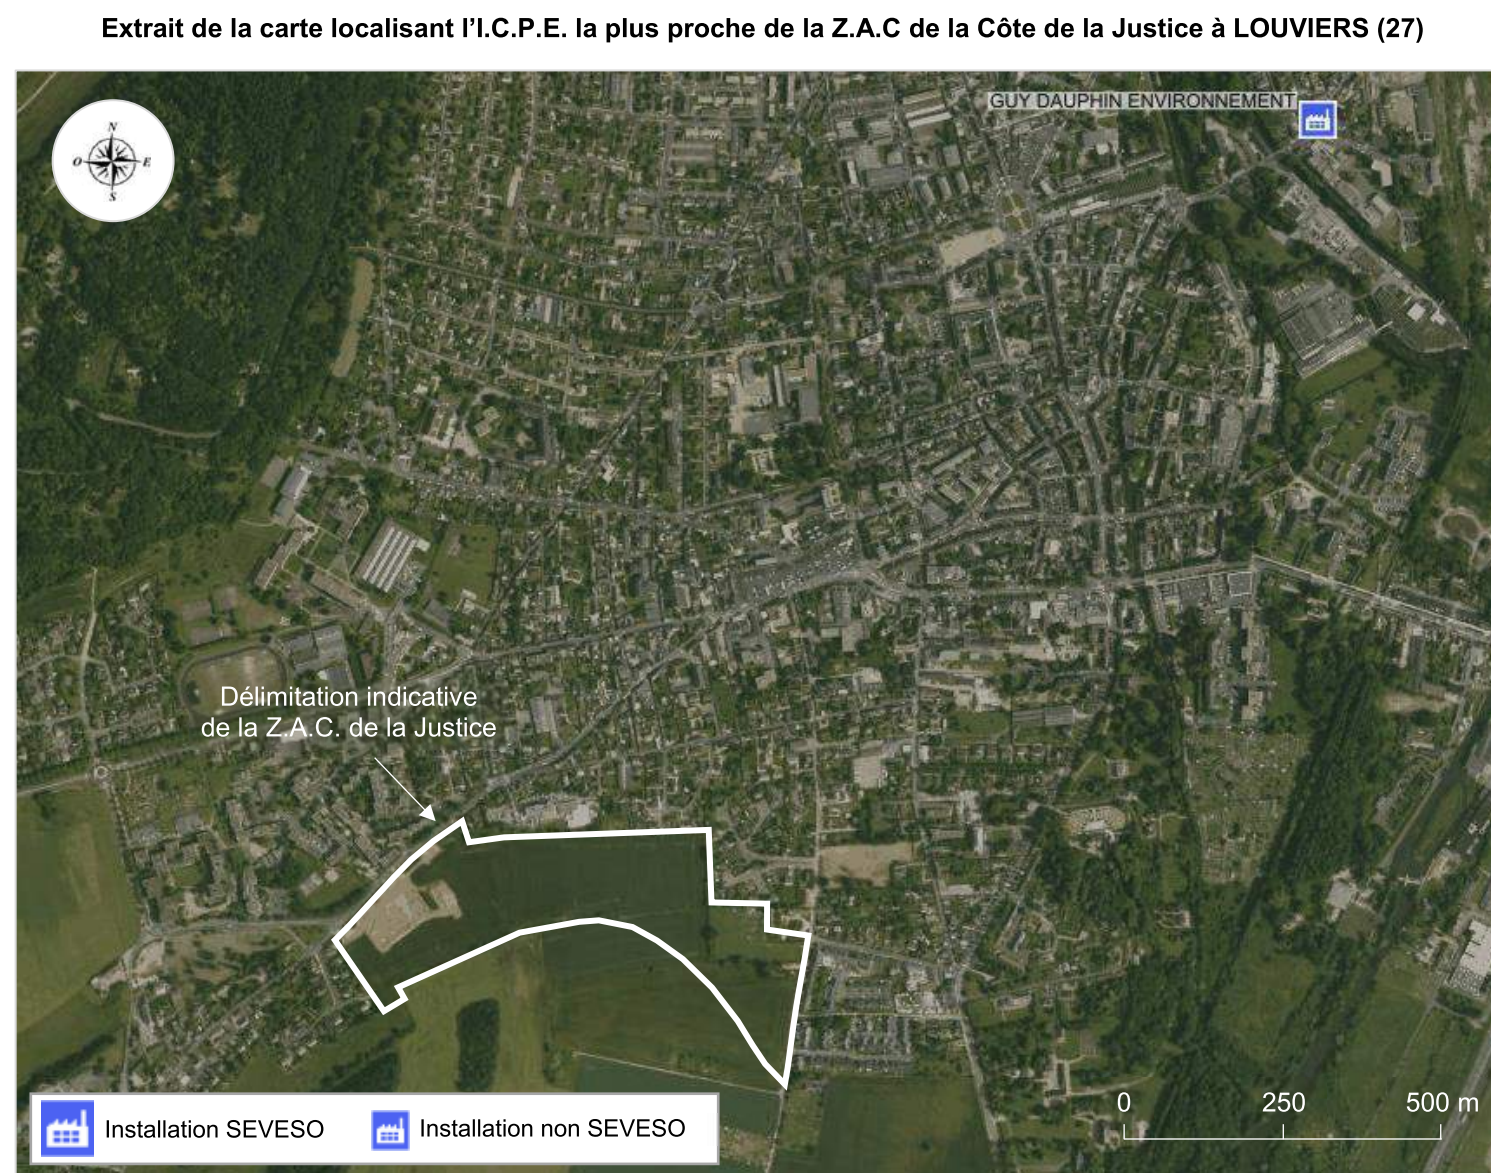 Extrait de la carte localisant l’I.C.P.E. la plus proche de la Z.A.C de la Côte de la Justice à LOUVIERS (27)
GUY DAUPHIN ENVIRONNEMENT
N
O E
S
Délimitation indicative
de la Z.A.C. de la Justice
0 250 500 m
Installation SEVESO Installation non SEVESO